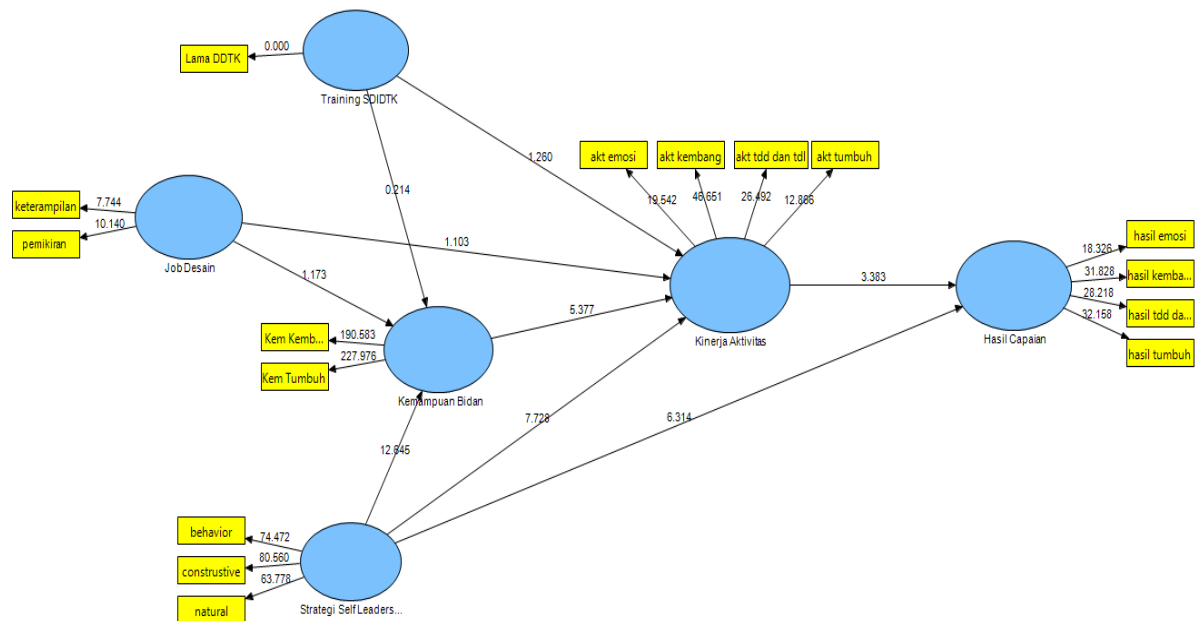 0.000
Lama DDTK
Training SDIDTK
1.260
0.214
akt emosi
akt kembang
akt tdd dan tdl
akt tumbuh
19.542
46.651
26.492
12.866
keterampilan
7.744
pemikiran
10.140
Job Desain
1.103
1.173
hasil emosi
18.326
hasil kemba...
31.828
hasil tdd da...
28.218
hasil tumbuh
32.158
3.383
Kinerja Aktivitas
Hasil Capaian
5.377
Kem Kemb...
190.583
Kem Tumbuh
227.976
Kemampuan Bidan
7.728
6.314
12.645
behavior
74.472
construstive
80.560
natural
63.778
Strategi Self Leaders...